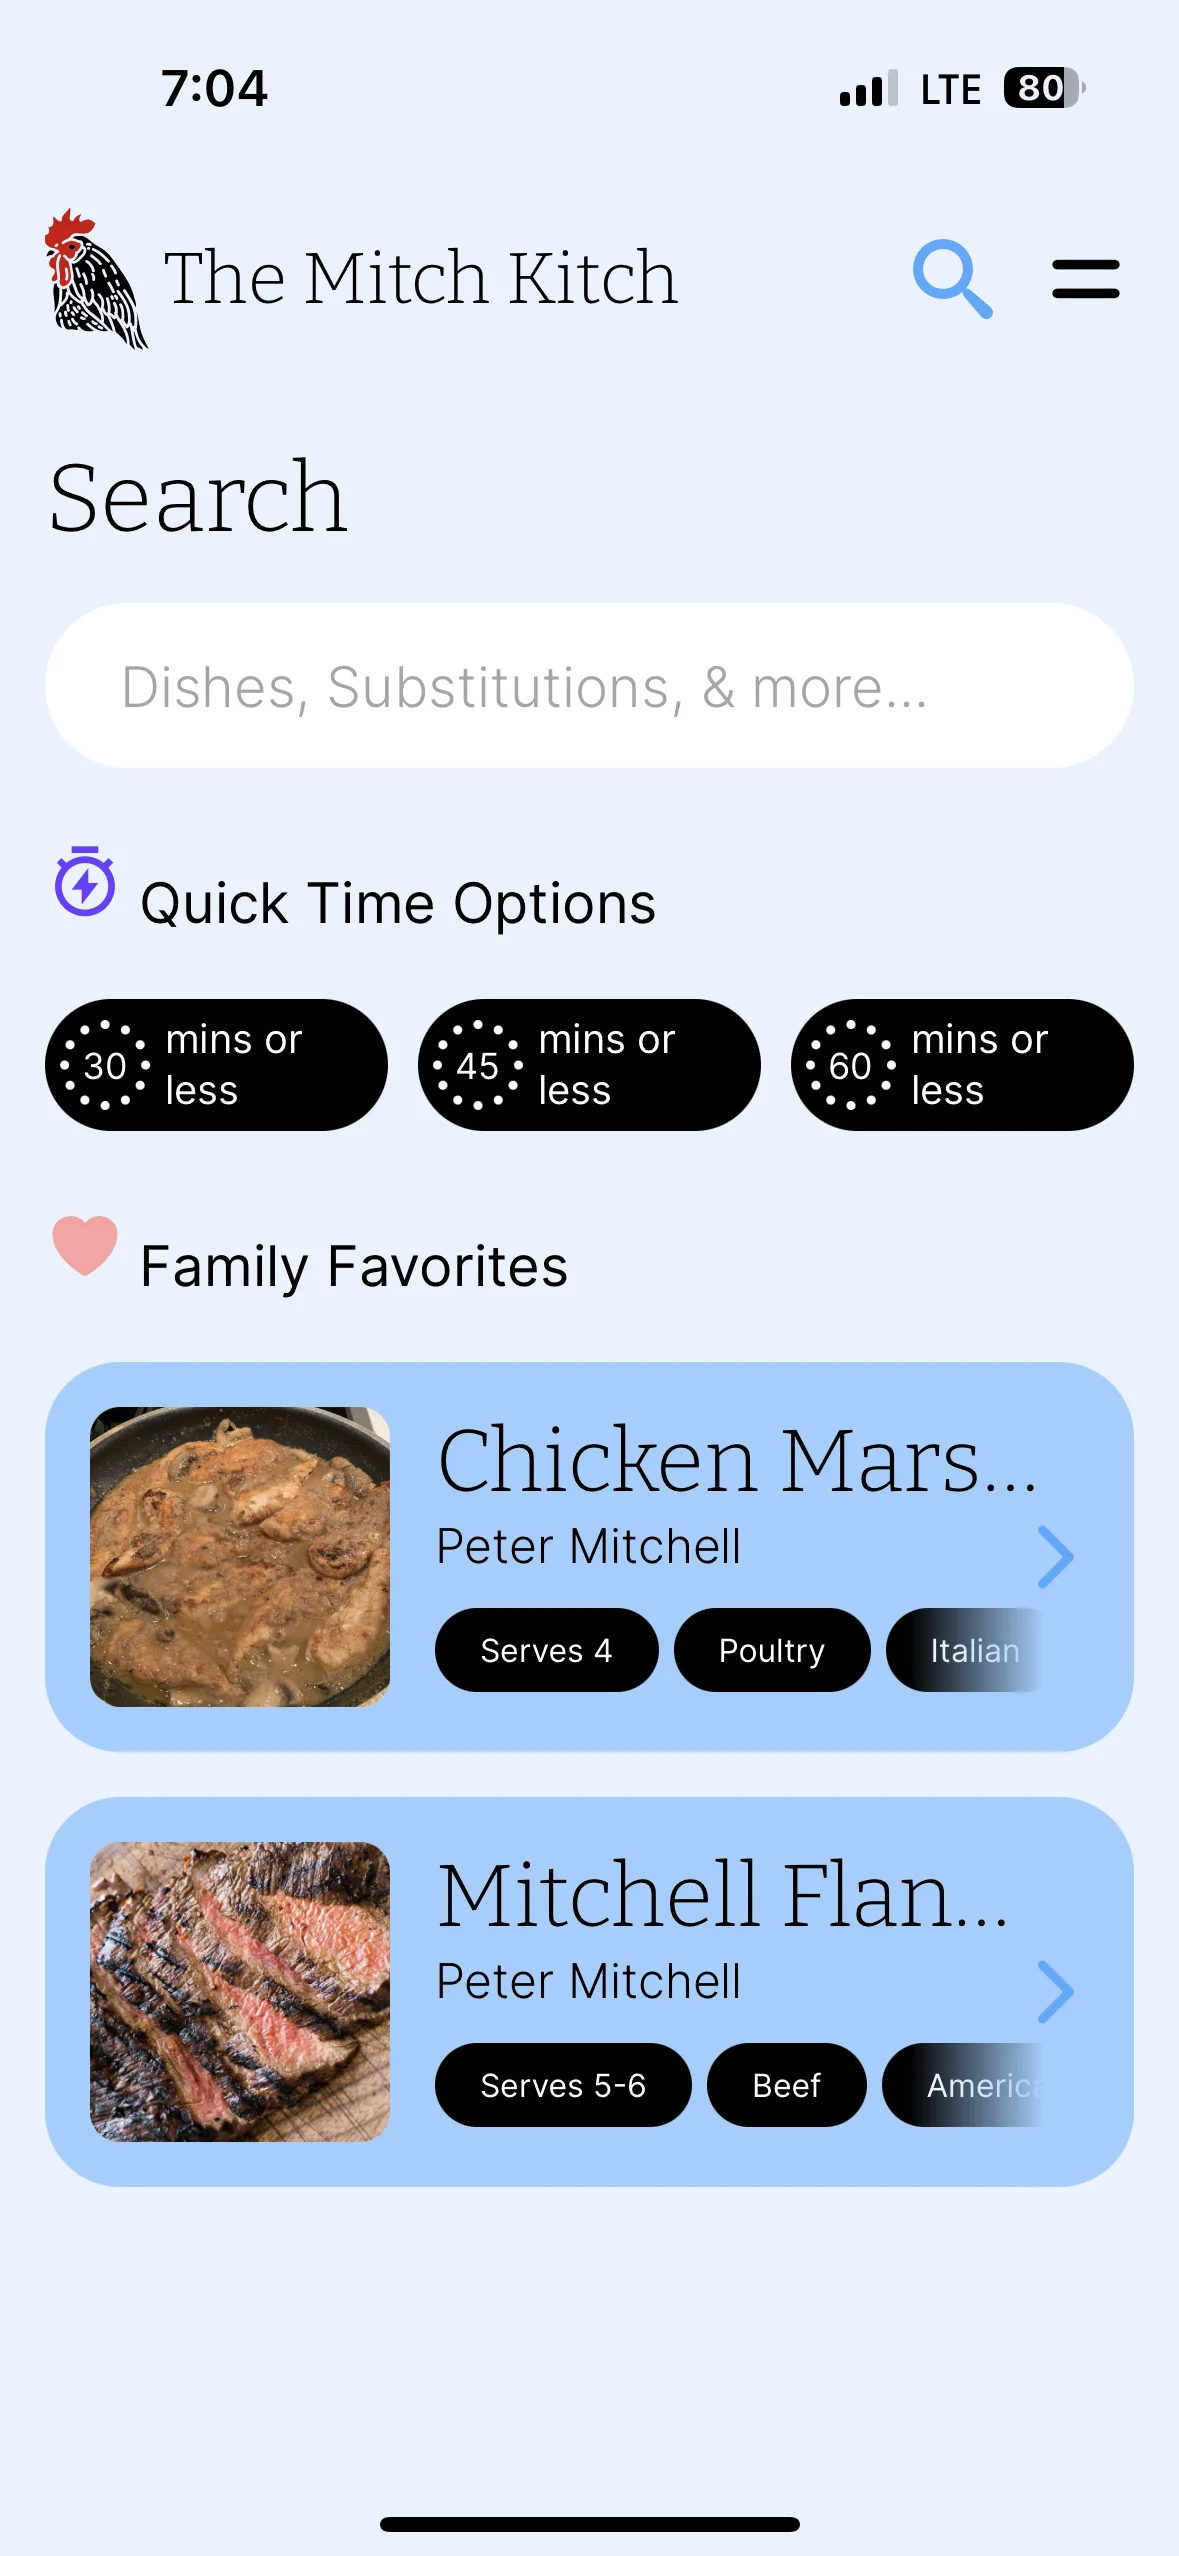 7:04
LTE
80
The Mitch Kitch
Search
Dishes, Substitutions, & more...
Quick Time Options
30
mins or
less
45
mins or
less
60
mins or
less
Family Favorites
Chicken Mars...
Peter Mitchell
Serves 4
Poultry
Italian
Mitchell Flan...
Peter Mitchell
Serves 5-6
Beef
America